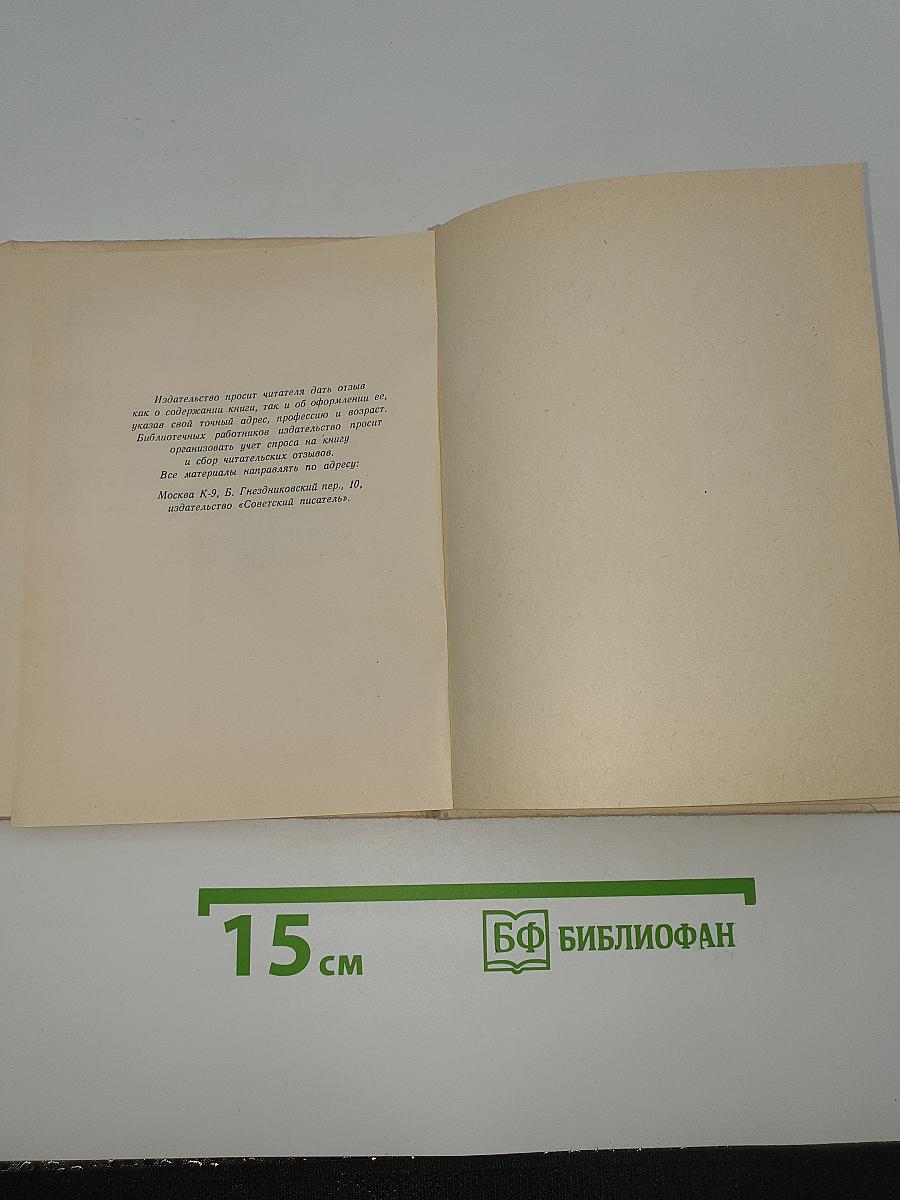 Издательство просит читателя дать отзыв
как о содержании книги, так и об оформлении ее,
указав свой точный адрес, профессию и возраст.
Библиотечных работников издательство просит
организовать учет спроса на книгу
и сбор читательских отзывов.
Все материалы направлять по адресу:
Москва К-9, Б. Гнездниковский пер., 10,
издательство «Советский писатель».
15 см
БФ БИБЛИОФАН